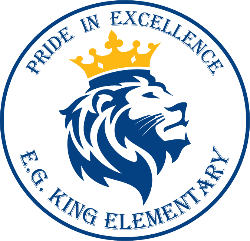 PRIDE IN EXCELLENCE
E.G. KING ELEMENTARY